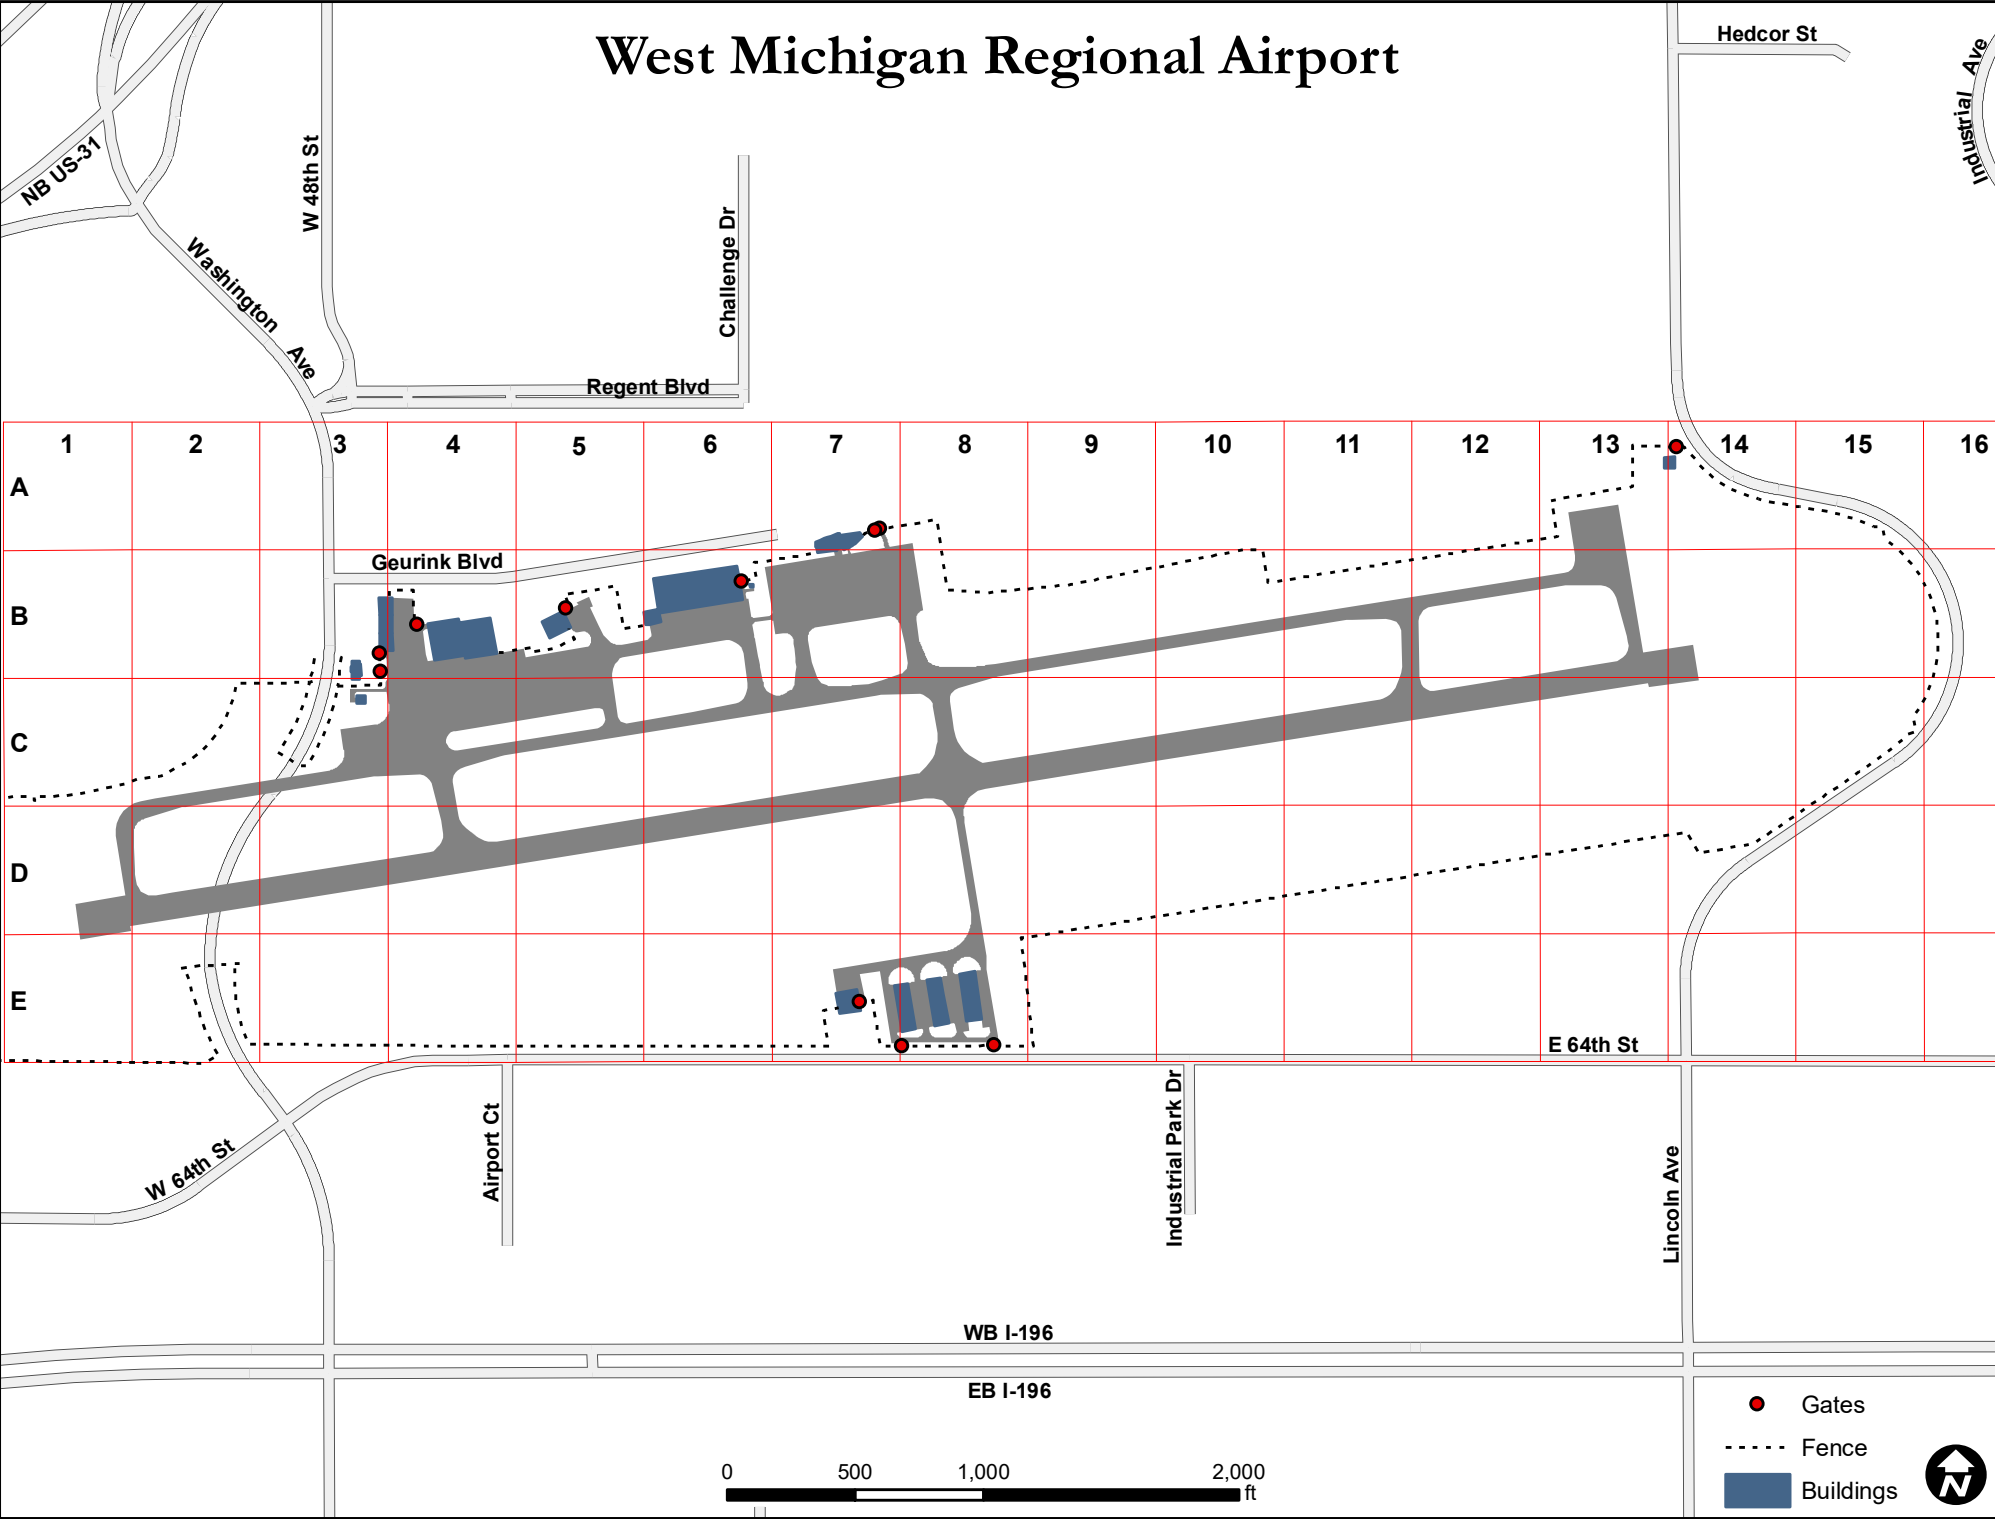 West Michigan Regional Airport
Hedcor St
Industrial Ave
NB US-31
W 48th St
Washington Ave
Challenge Dr
Regent Blvd
1 2 3 4 5 6 7 8 9 10 11 12 13 14 15 16
A
Geurink Blvd
B
C
D
E
E 64th St
W 64th St
Airport Ct
Industrial Park Dr
Lincoln Ave
WB I-196
EB I-196
Gates
Fence
Buildings
0 500 1,000 2,000
ft
N